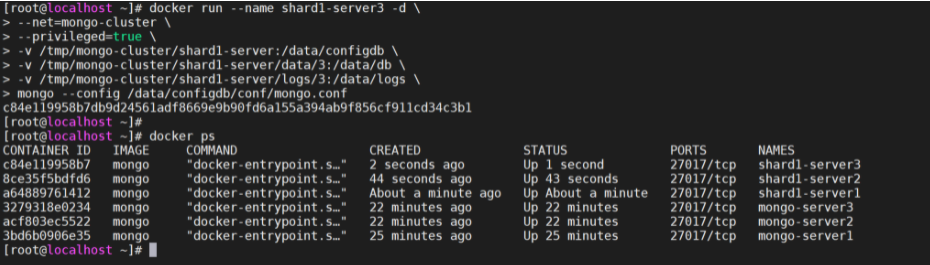 [root@localhost ~]# docker run --name shard1-server3 -d \
> --net=mongo-cluster \
> --privileged=true \
> -v /tmp/mongo-cluster/shard1-server:/data/configdb \
> -v /tmp/mongo-cluster/shard1-server/data/3:/data/db \
> -v /tmp/mongo-cluster/shard1-server/logs/3:/data/logs \
> mongo --config /data/configdb/conf/mongo.conf
c84e119958b7db9d24561adf8669e9b90fd6a155a394ab9f856cf911cd34c3b1
[root@localhost ~]#
[root@localhost ~]# docker ps
CONTAINER ID   IMAGE   COMMAND   CREATED   STATUS   PORTS   NAMES
c84e119958b7   mongo   "docker-entrypoint.s…"   2 seconds ago   Up 1 second   27017/tcp   shard1-server3
8ce35f5bdfd6   mongo   "docker-entrypoint.s…"   44 seconds ago   Up 43 seconds   27017/tcp   shard1-server2
a64889761412   mongo   "docker-entrypoint.s…"   About a minute ago   Up About a minute   27017/tcp   shard1-server1
3279318e0234   mongo   "docker-entrypoint.s…"   22 minutes ago   Up 22 minutes   27017/tcp   mongo-server3
acf803ec5522   mongo   "docker-entrypoint.s…"   22 minutes ago   Up 22 minutes   27017/tcp   mongo-server2
3bd6b0906e35   mongo   "docker-entrypoint.s…"   25 minutes ago   Up 25 minutes   27017/tcp   mongo-server1
[root@localhost ~]#